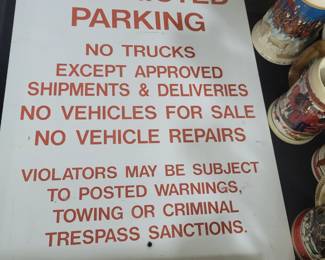 PARKING
NO TRUCKS
EXCEPT APPROVED
SHIPMENTS & DELIVERIES
NO VEHICLES FOR SALE
NO VEHICLE REPAIRS
VIOLATORS MAY BE SUBJECT
TO POSTED WARNINGS,
TOWING OR CRIMINAL
TRESPASS SANCTIONS.